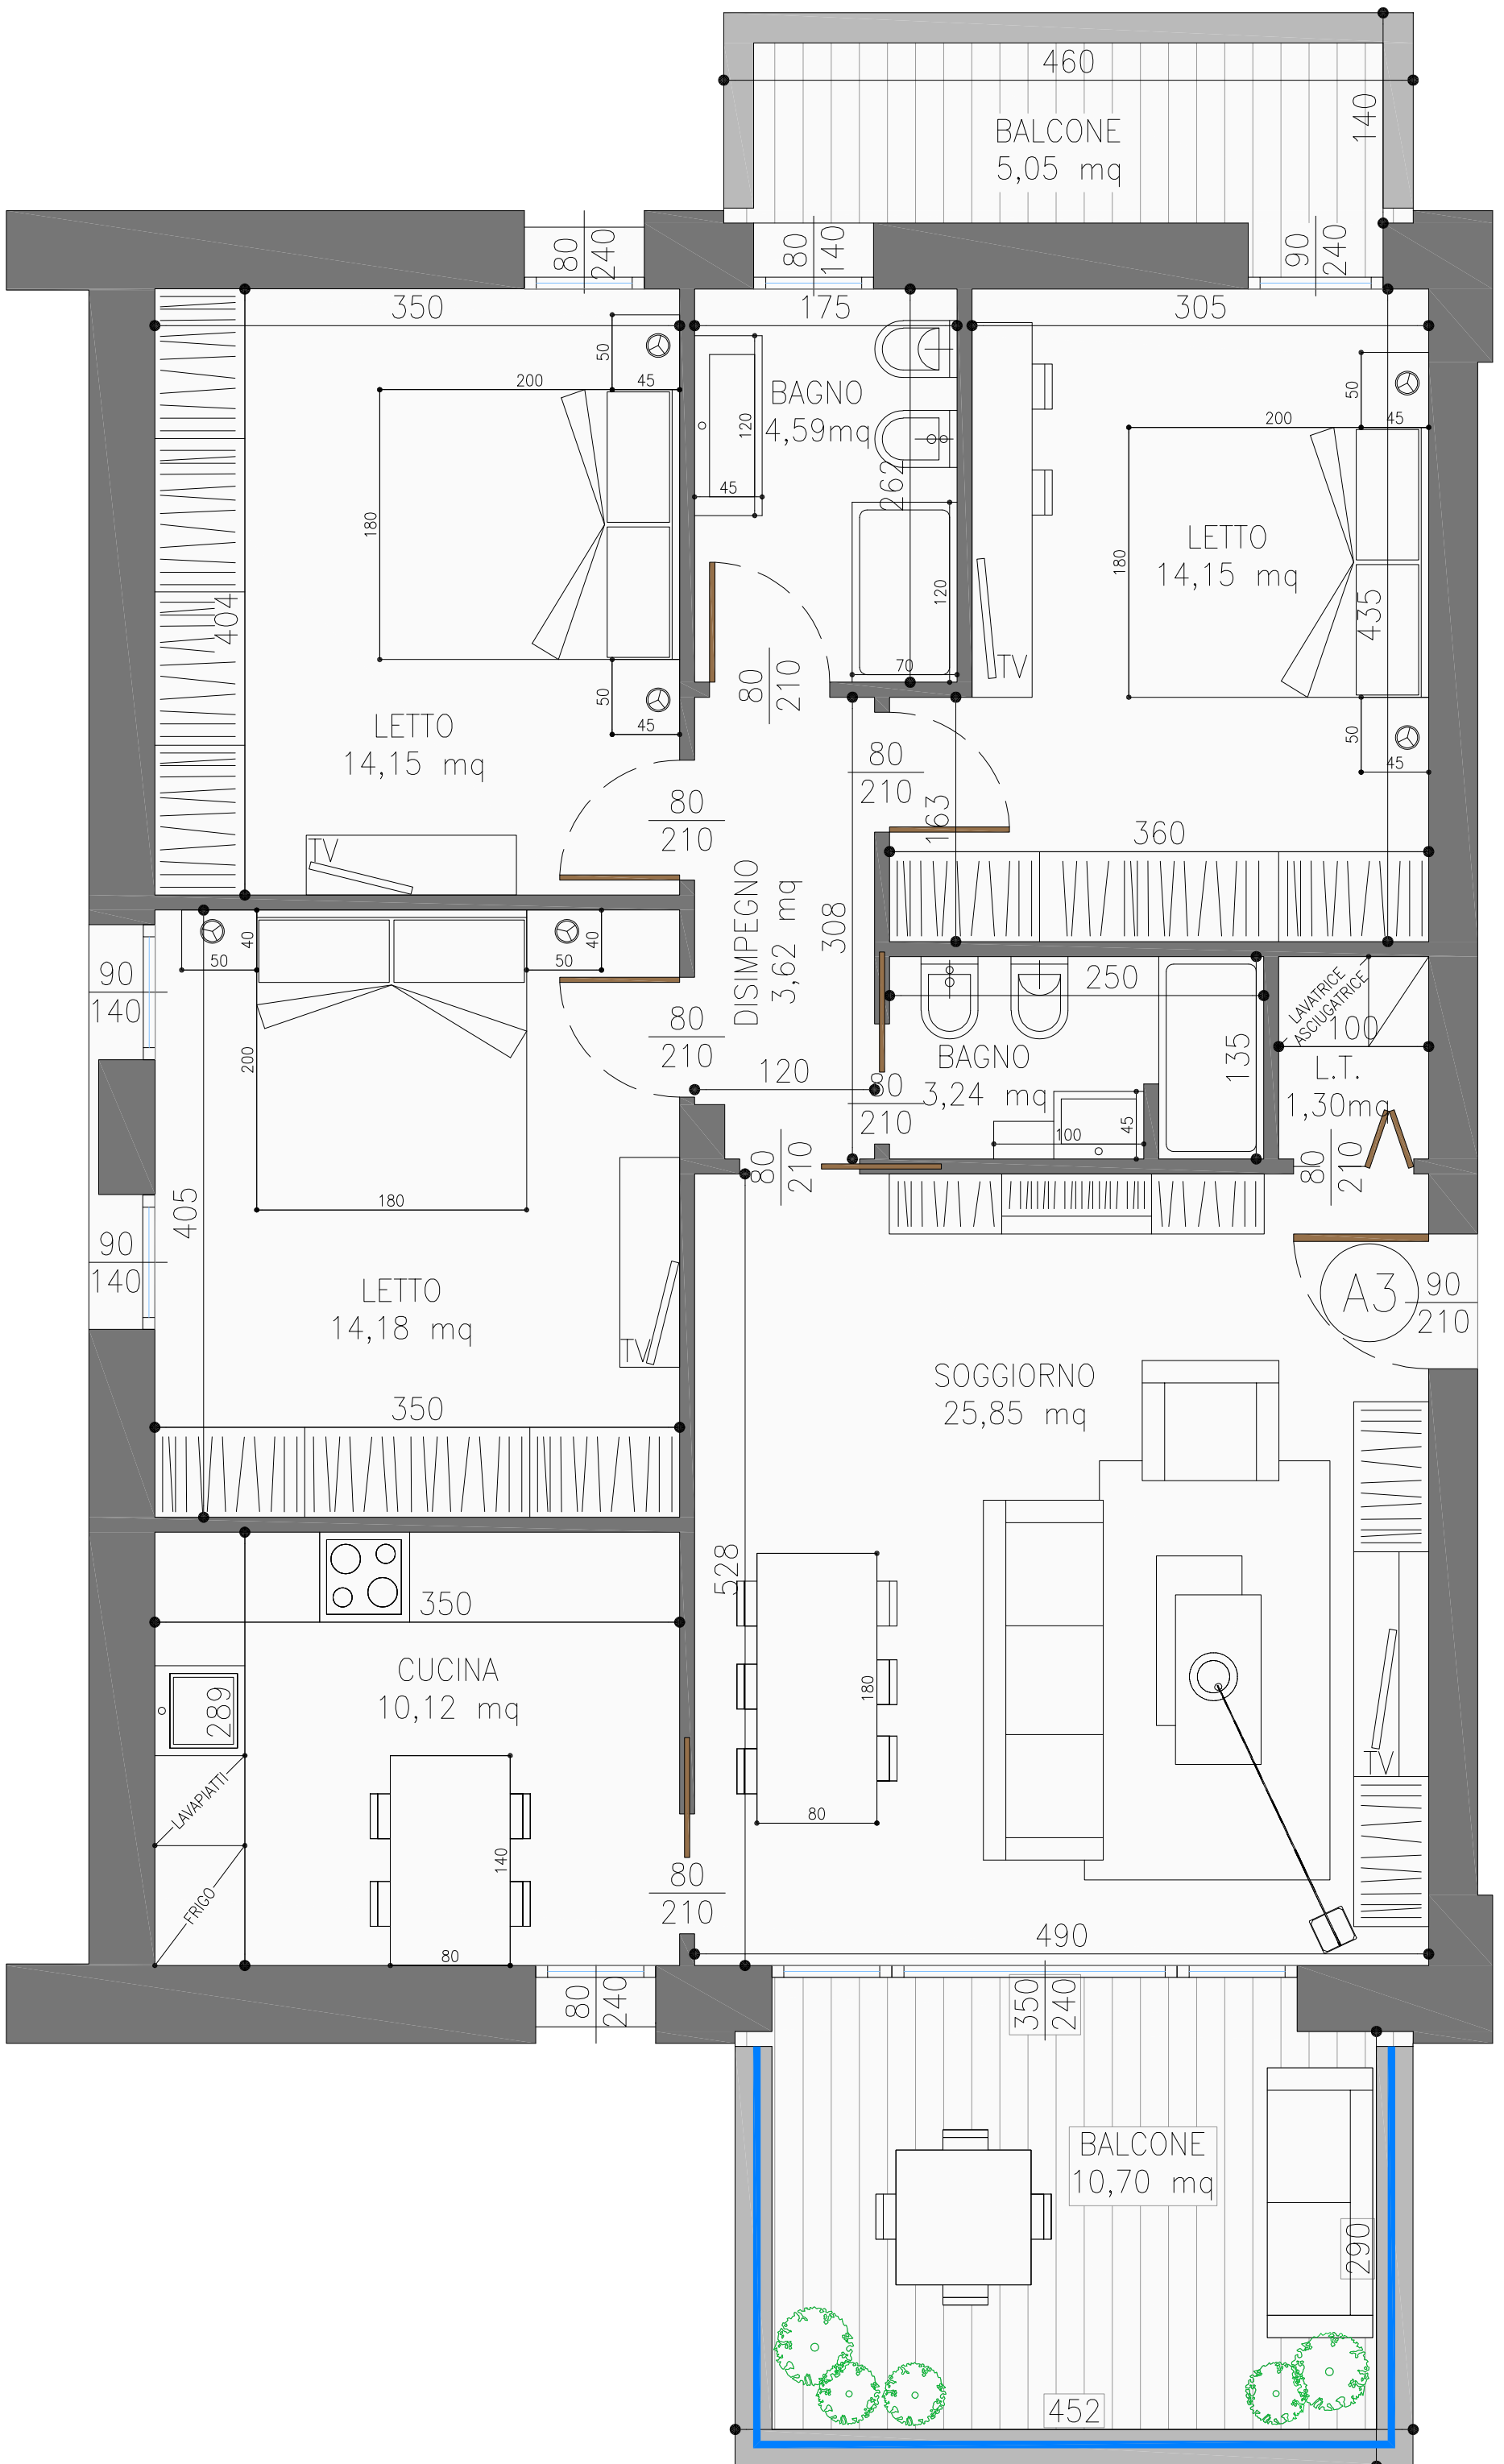 460
140
BALCONE
5,05 mq
80
240
80
140
90
240
350
175
305
50
45
200
180
50
45
404
LETTO
14,15 mq
TV
BAGNO
4,59mq
120
45
262
120
70
80
210
50
45
200
180
LETTO
14,15 mq
435
TV
50
45
80
210
163
360
80
210
DISIMPEGNO
3,62 mq
308
40
50
40
50
90
140
200
80
210
120
250
BAGNO
3,24 mq
135
80
210
100
45
LAVATRICE
ASCIUGATRICE
100
L.T.
1,30mq
80
210
80
210
405
180
90
140
LETTO
14,18 mq
TV
350
A3
90
210
SOGGIORNO
25,85 mq
528
350
CUCINA
10,12 mq
289
LAVAPIATTI
FRIGO
140
80
180
80
TV
80
210
490
80
240
350
240
BALCONE
10,70 mq
290
452